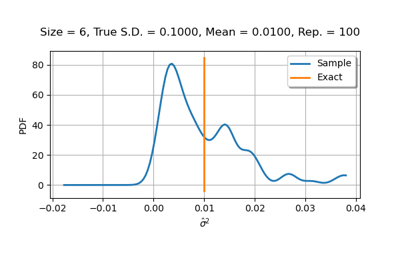 Size = 6, True S.D. = 0.1000, Mean = 0.0100, Rep. = 100
Sample
Exact
PDF
80
60
40
20
0
−0.02 −0.01 0.00 0.01 0.02 0.03 0.04
σ̂²